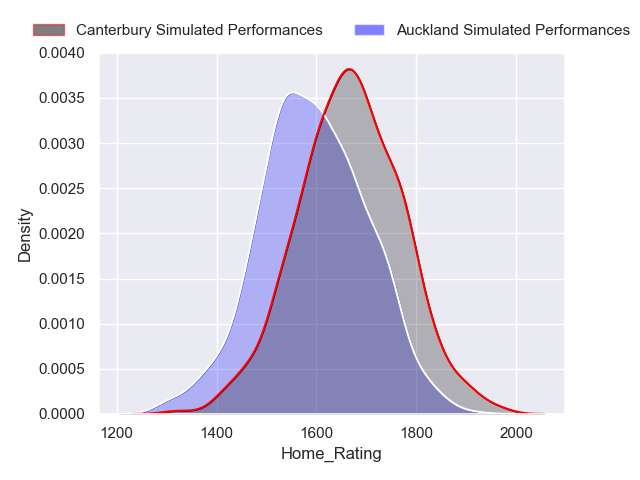 Canterbury Simulated Performances Auckland Simulated Performances
0.0040
0.0035
0.0030
0.0025
0.0020
0.0015
0.0010
0.0005
0.0000
Density
1200 1400 1600 1800 2000
Home_Rating